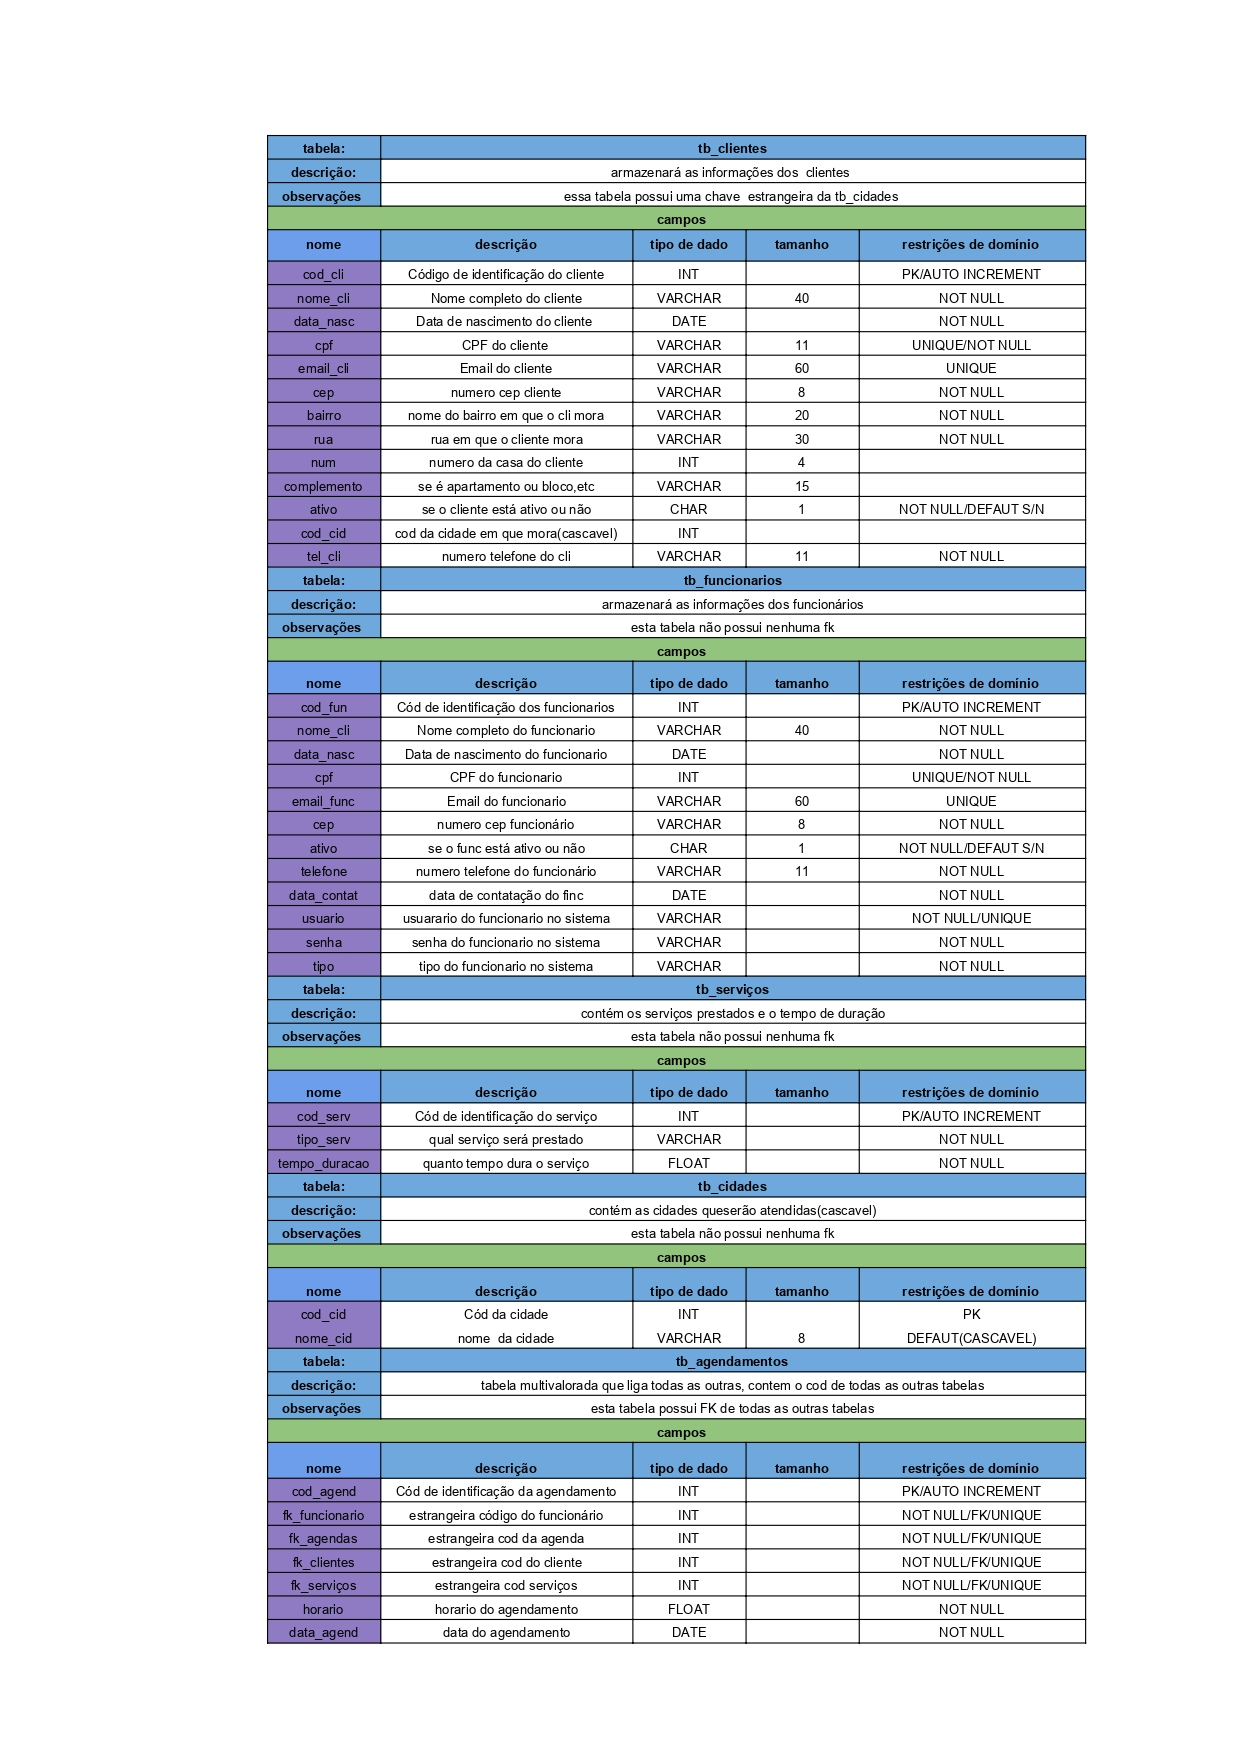 tabela: tb_clientes
descrição: armazenará as informações dos  clientes
observações essa tabela possui uma chave  estrangeira da tb_cidades
campos
nome descrição tipo de dado tamanho restrições de domínio
cod_cli Código de identificação do cliente INT PK/AUTO INCREMENT
nome_cli Nome completo do cliente VARCHAR 40 NOT NULL
data_nasc Data de nascimento do cliente DATE NOT NULL
cpf CPF do cliente VARCHAR 11 UNIQUE/NOT NULL
email_cli Email do cliente VARCHAR 60 UNIQUE
cep numero cep cliente VARCHAR 8 NOT NULL
bairro nome do bairro em que o cli mora VARCHAR 20 NOT NULL
rua rua em que o cliente mora VARCHAR 30 NOT NULL
num numero da casa do cliente INT 4
complemento se é apartamento ou bloco,etc VARCHAR 15
ativo se o cliente está ativo ou não CHAR 1 NOT NULL/DEFAUT S/N
cod_cid cod da cidade em que mora(cascavel) INT
tel_cli numero telefone do cli VARCHAR 11 NOT NULL
tabela: tb_funcionarios
descrição: armazenará as informações dos funcionários
observações esta tabela não possui nenhuma fk
campos
nome descrição tipo de dado tamanho restrições de domínio
cod_fun Cód de identificação dos funcionarios INT PK/AUTO INCREMENT
nome_cli Nome completo do funcionario VARCHAR 40 NOT NULL
data_nasc Data de nascimento do funcionario DATE NOT NULL
cpf CPF do funcionario INT UNIQUE/NOT NULL
email_func Email do funcionario VARCHAR 60 UNIQUE
cep numero cep funcionário VARCHAR 8 NOT NULL
ativo se o func está ativo ou não CHAR 1 NOT NULL/DEFAUT S/N
telefone numero telefone do funcionário VARCHAR 11 NOT NULL
data_contat data de contatação do finc DATE NOT NULL
usuario usuarario do funcionario no sistema VARCHAR NOT NULL/UNIQUE
senha senha do funcionario no sistema VARCHAR NOT NULL
tipo tipo do funcionario no sistema VARCHAR NOT NULL
tabela: tb_serviços
descrição: contém os serviços prestados e o tempo de duração
observações esta tabela não possui nenhuma fk
campos
nome descrição tipo de dado tamanho restrições de domínio
cod_serv Cód de identificação do serviço INT PK/AUTO INCREMENT
tipo_serv qual serviço será prestado VARCHAR NOT NULL
tempo_duracao quanto tempo dura o serviço FLOAT NOT NULL
tabela: tb_cidades
descrição: contém as cidades queserão atendidas(cascavel)
observações esta tabela não possui nenhuma fk
campos
nome descrição tipo de dado tamanho restrições de domínio
cod_cid Cód da cidade INT PK
nome_cid nome  da cidade VARCHAR 8 DEFAUT(CASCAVEL)
tabela: tb_agendamentos
descrição: tabela multivalorada que liga todas as outras, contem o cod de todas as outras tabelas
observações esta tabela possui FK de todas as outras tabelas
campos
nome descrição tipo de dado tamanho restrições de domínio
cod_agend Cód de identificação da agendamento INT PK/AUTO INCREMENT
fk_funcionario estrangeira código do funcionário INT NOT NULL/FK/UNIQUE
fk_agendas estrangeira cod da agenda INT NOT NULL/FK/UNIQUE
fk_clientes estrangeira cod do cliente INT NOT NULL/FK/UNIQUE
fk_serviços estrangeira cod serviços INT NOT NULL/FK/UNIQUE
horario horario do agendamento FLOAT NOT NULL
data_agend data do agendamento DATE NOT NULL